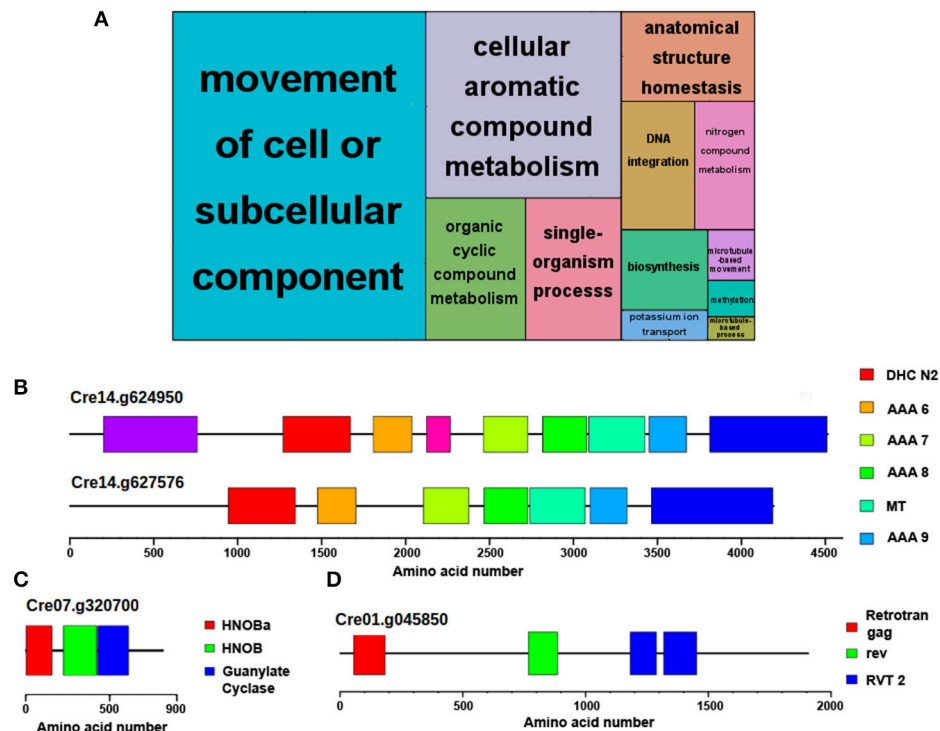 A
movement
of cell or
subcellular
component
cellular
aromatic
compound
metabolism
organic
cyclic
compound
metabolism
single-
organism
processs
anatomical
structure
homestasis
DNA
integration
nitrogen
compound
metabolism
biosynthesis
microtubule
-based
movement
methylation
potassium ion
transport
microtubule-
based
prosess
B
Cre14.g624950
Cre14.g627576
0 500 1000 1500 2000 2500 3000 3500 4000 4500
Amino acid number
DHC N2
AAA 6
AAA 7
AAA 8
MT
AAA 9
C
Cre07.g320700
0 500 900
Amino acid number
HNOBa
HNOB
Guanylate
Cyclase
D
Cre01.g045850
0 500 1000 1500 2000
Amino acid number
Retrotran
gag
rev
RVT 2